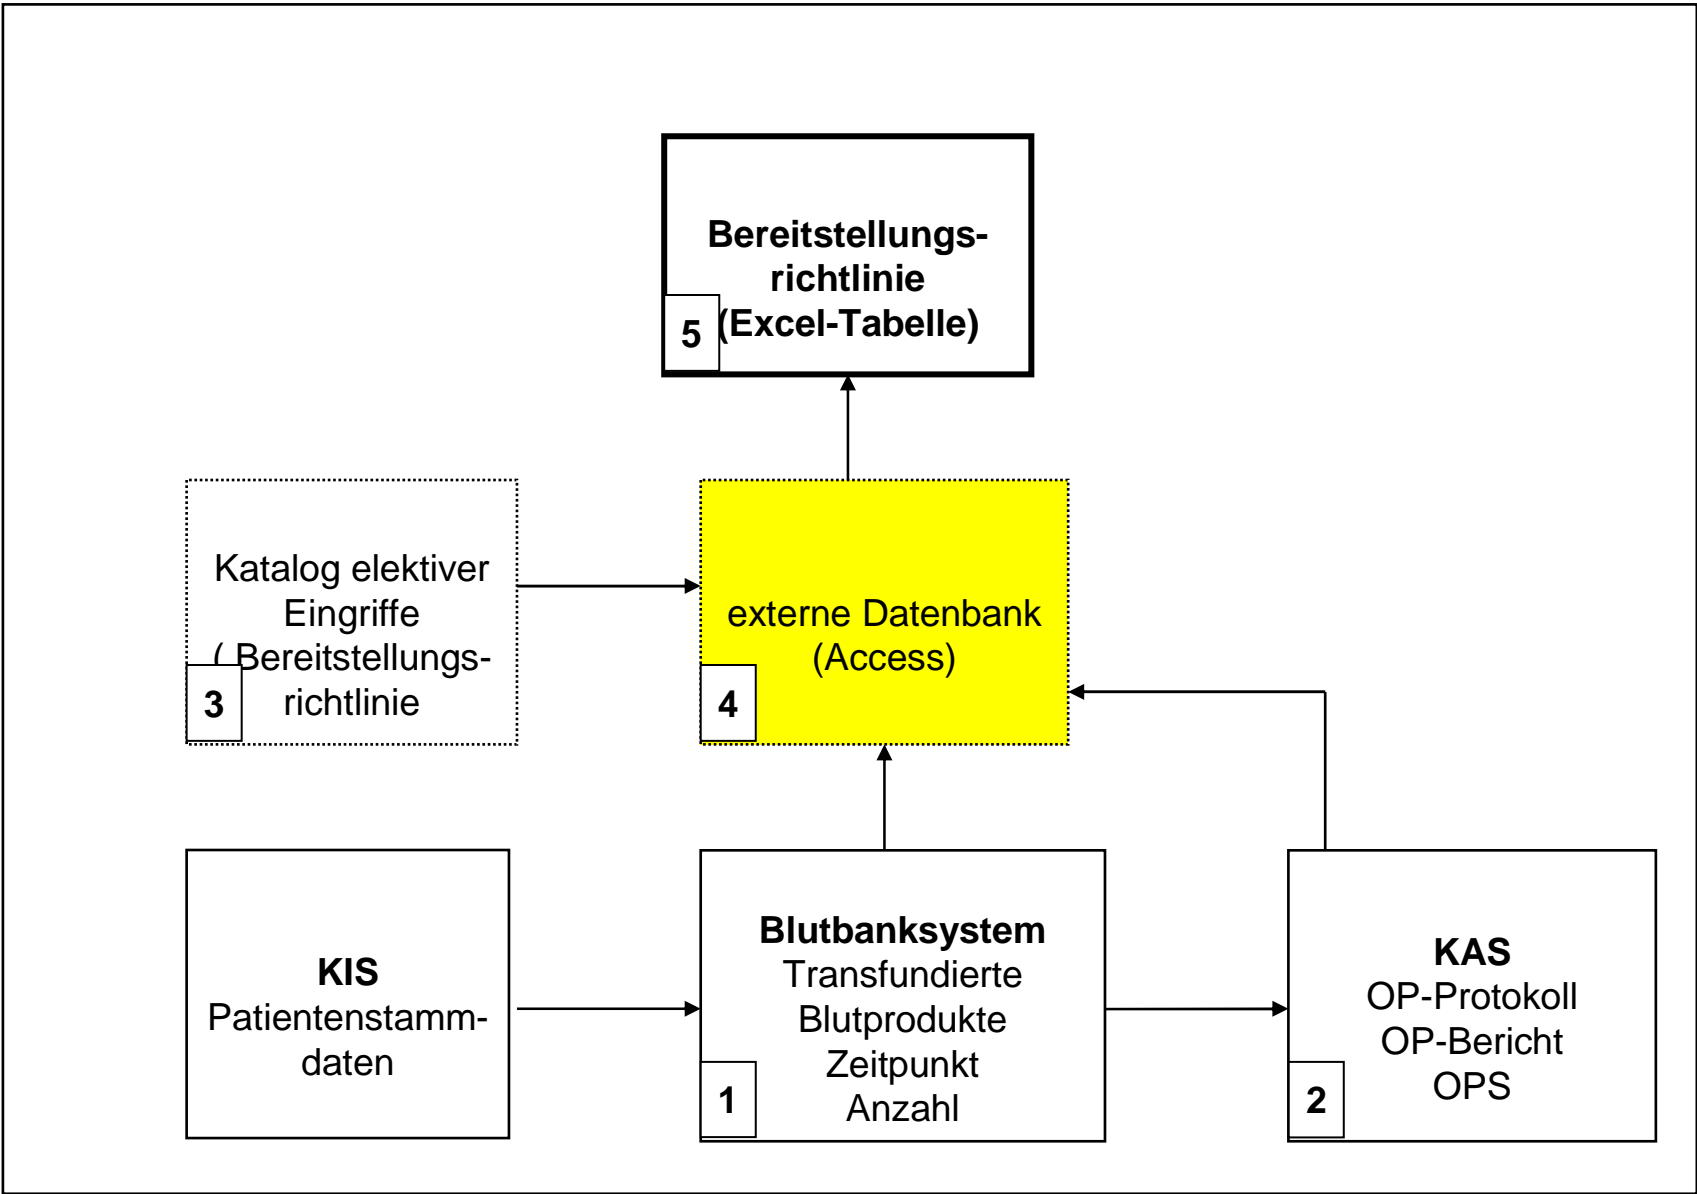 Bereitstellungs-
richtlinie
(Excel-Tabelle)
5
Katalog elektiver
Eingriffe
( Bereitstellungs-
richtlinie
3
externe Datenbank
(Access)
4
KIS
Patientenstamm-
daten
Blutbanksystem
Transfundierte
Blutprodukte
Zeitpunkt
Anzahl
1
KAS
OP-Protokoll
OP-Bericht
OPS
2